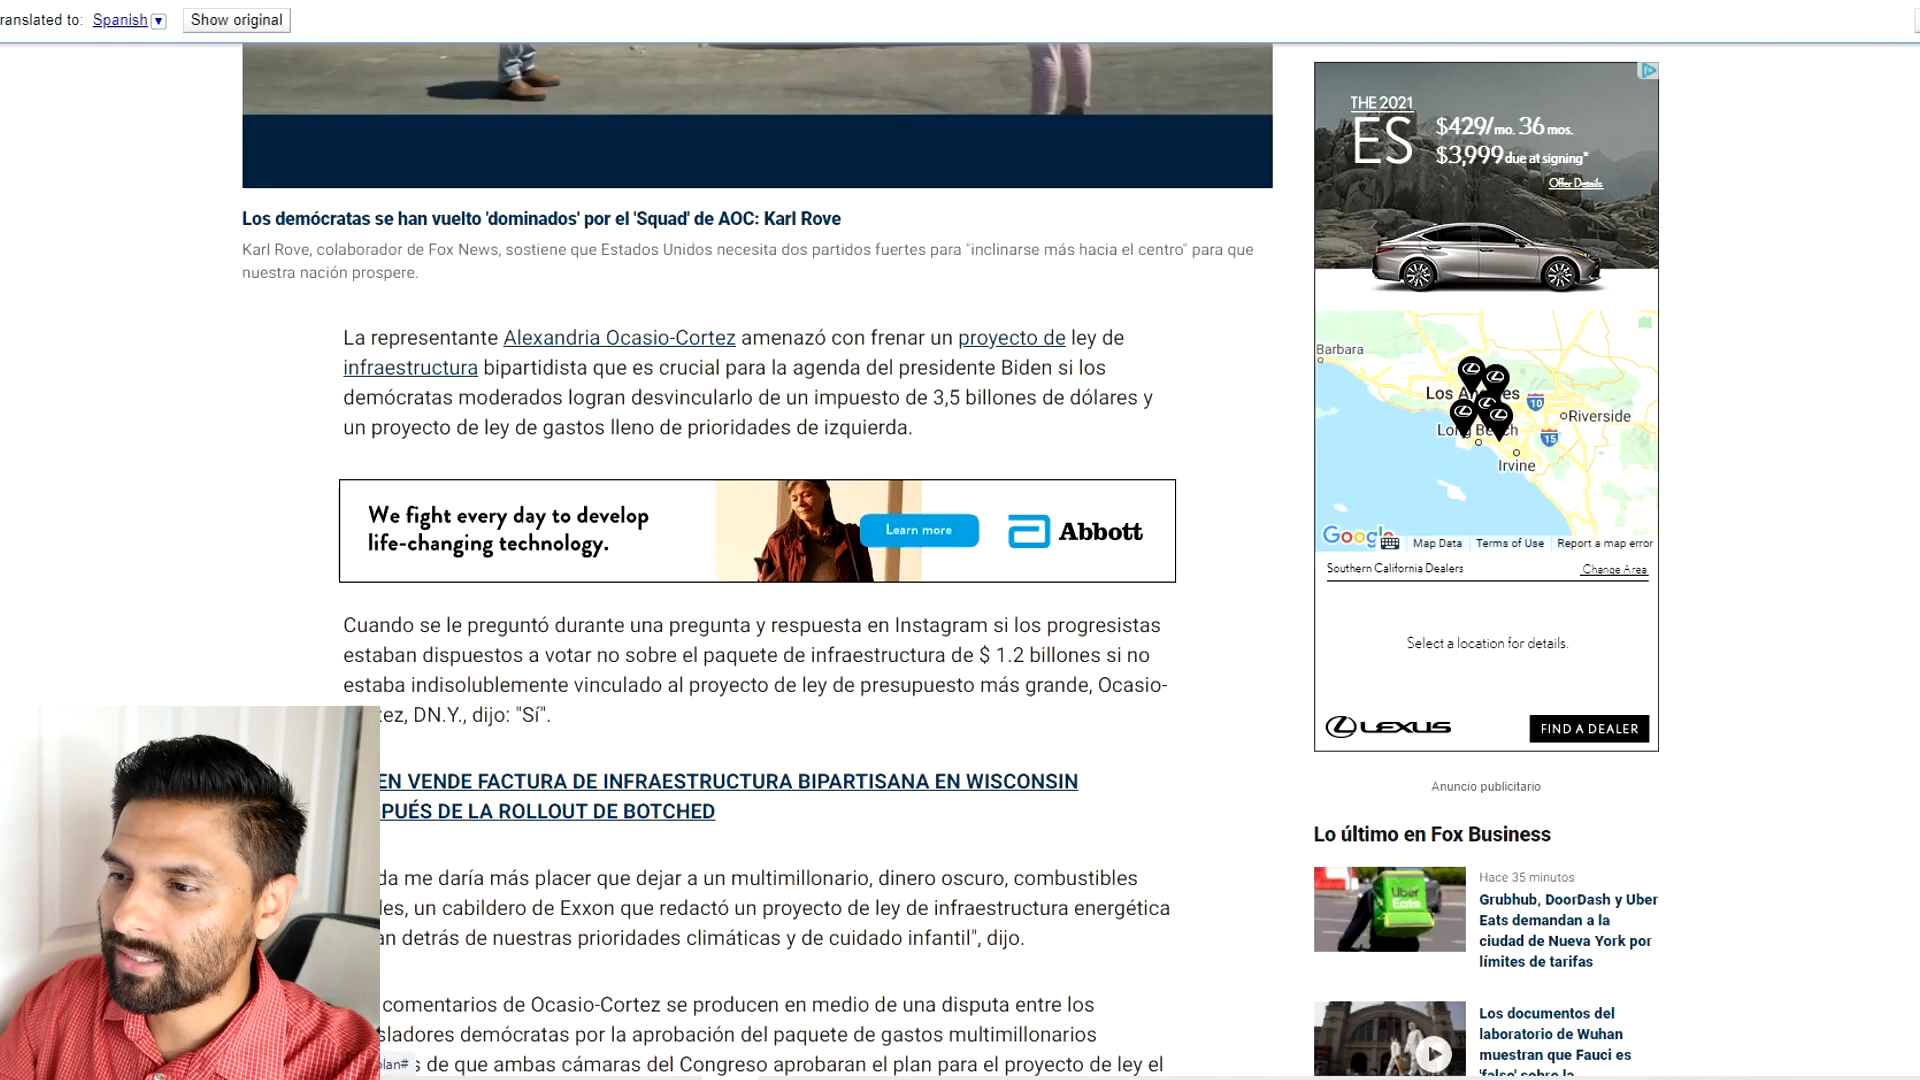 ranslated to: Spanish Show original
THE 2021
ES
$429/mo. 36 mos.
$3,999 due at signing*
Offer Details
Los demócratas se han vuelto 'dominados' por el 'Squad' de AOC: Karl Rove
Karl Rove, colaborador de Fox News, sostiene que Estados Unidos necesita dos partidos fuertes para "inclinarse más hacia el centro" para que
nuestra nación prospere.
La representante Alexandria Ocasio-Cortez amenazó con frenar un proyecto de ley de
infraestructura bipartidista que es crucial para la agenda del presidente Biden si los
demócratas moderados logran desvincularlo de un impuesto de 3,5 billones de dólares y
un proyecto de ley de gastos lleno de prioridades de izquierda.
We fight every day to develop
life-changing technology.
Learn more
Abbott
Cuando se le preguntó durante una pregunta y respuesta en Instagram si los progresistas
estaban dispuestos a votar no sobre el paquete de infraestructura de $ 1.2 billones si no
estaba indisolublemente vinculado al proyecto de ley de presupuesto más grande, Ocasio-
tez, DN.Y., dijo: "Sí".
EN VENDE FACTURA DE INFRAESTRUCTURA BIPARTISANA EN WISCONSIN
PUÉS DE LA ROLLOUT DE BOTCHED
da me daría más placer que dejar a un multimillonario, dinero oscuro, combustibles
les, un cabildero de Exxon que redactó un proyecto de ley de infraestructura energética
an detrás de nuestras prioridades climáticas y de cuidado infantil", dijo.
comentarios de Ocasio-Cortez se producen en medio de una disputa entre los
sladores demócratas por la aprobación del paquete de gastos multimillonarios
s de que ambas cámaras del Congreso aprobaran el plan para el proyecto de ley el
plan#
Barbara
Los Angeles
10
Riverside
Long Beach
15
Irvine
Google
Map Data Terms of Use Report a map error
Southern California Dealers Change Area
Select a location for details.
LEXUS
FIND A DEALER
Anuncio publicitario
Lo último en Fox Business
Uber
Eats
Hace 35 minutos
Grubhub, DoorDash y Uber
Eats demandan a la
ciudad de Nueva York por
límites de tarifas
Los documentos del
laboratorio de Wuhan
muestran que Fauci es
'falso' sobre la